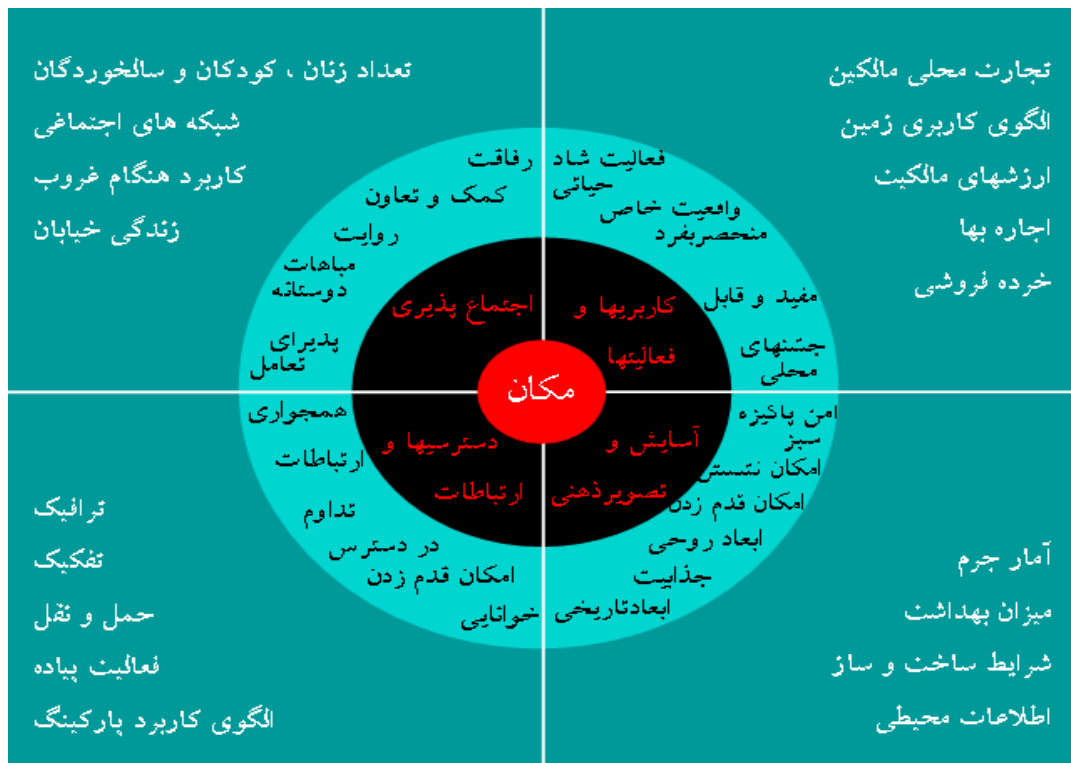 تجارت محلی مالکین
الگوی کاربری زمین
ارزشهای مالکیت
اجاره بها
خرده فروشی
تعداد زنان ، کودکان و سالخوردگان
شبکه های اجتماعی
کاربرد هنگام غروب
زندگی خیابان
فعالیت شاد
حیاتی
واقعیت خاص
منحصربفرد
مفید و قابل
جشنهای
محلی
رفاقت
کمک و تعاون
روایت
مباهات
دوستانه
پذیرای
تعامل
کاربریها و
فعالیتها
اجتماع پذیری
مکان
آسایش و
تصویرذهنی
دسترسیها و
ارتباطات
امن پاکیزه
سبز
امکان نشستن
امکان قدم زدن
ابعاد روحی
جذابیت
ابعادتاریخی
همجواری
ارتباطات
تداوم
در دسترس
امکان قدم زدن
خوانایی
آمار جرم
میزان بهداشت
شرایط ساخت و ساز
اطلاعات محیطی
ترافیک
تفکیک
حمل و نقل
فعالیت پیاده
الگوی کاربرد پارکینگ